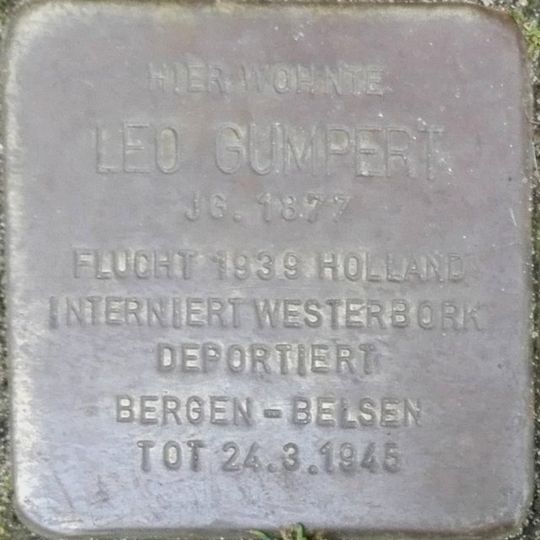 HIER WOHNTE
LEO GUMPERT
JG. 1877
FLUCHT 1939 HOLLAND
INTERNIERT WESTERBORK
DEPORTIERT
BERGEN-BELSEN
TOT 24.3.1945